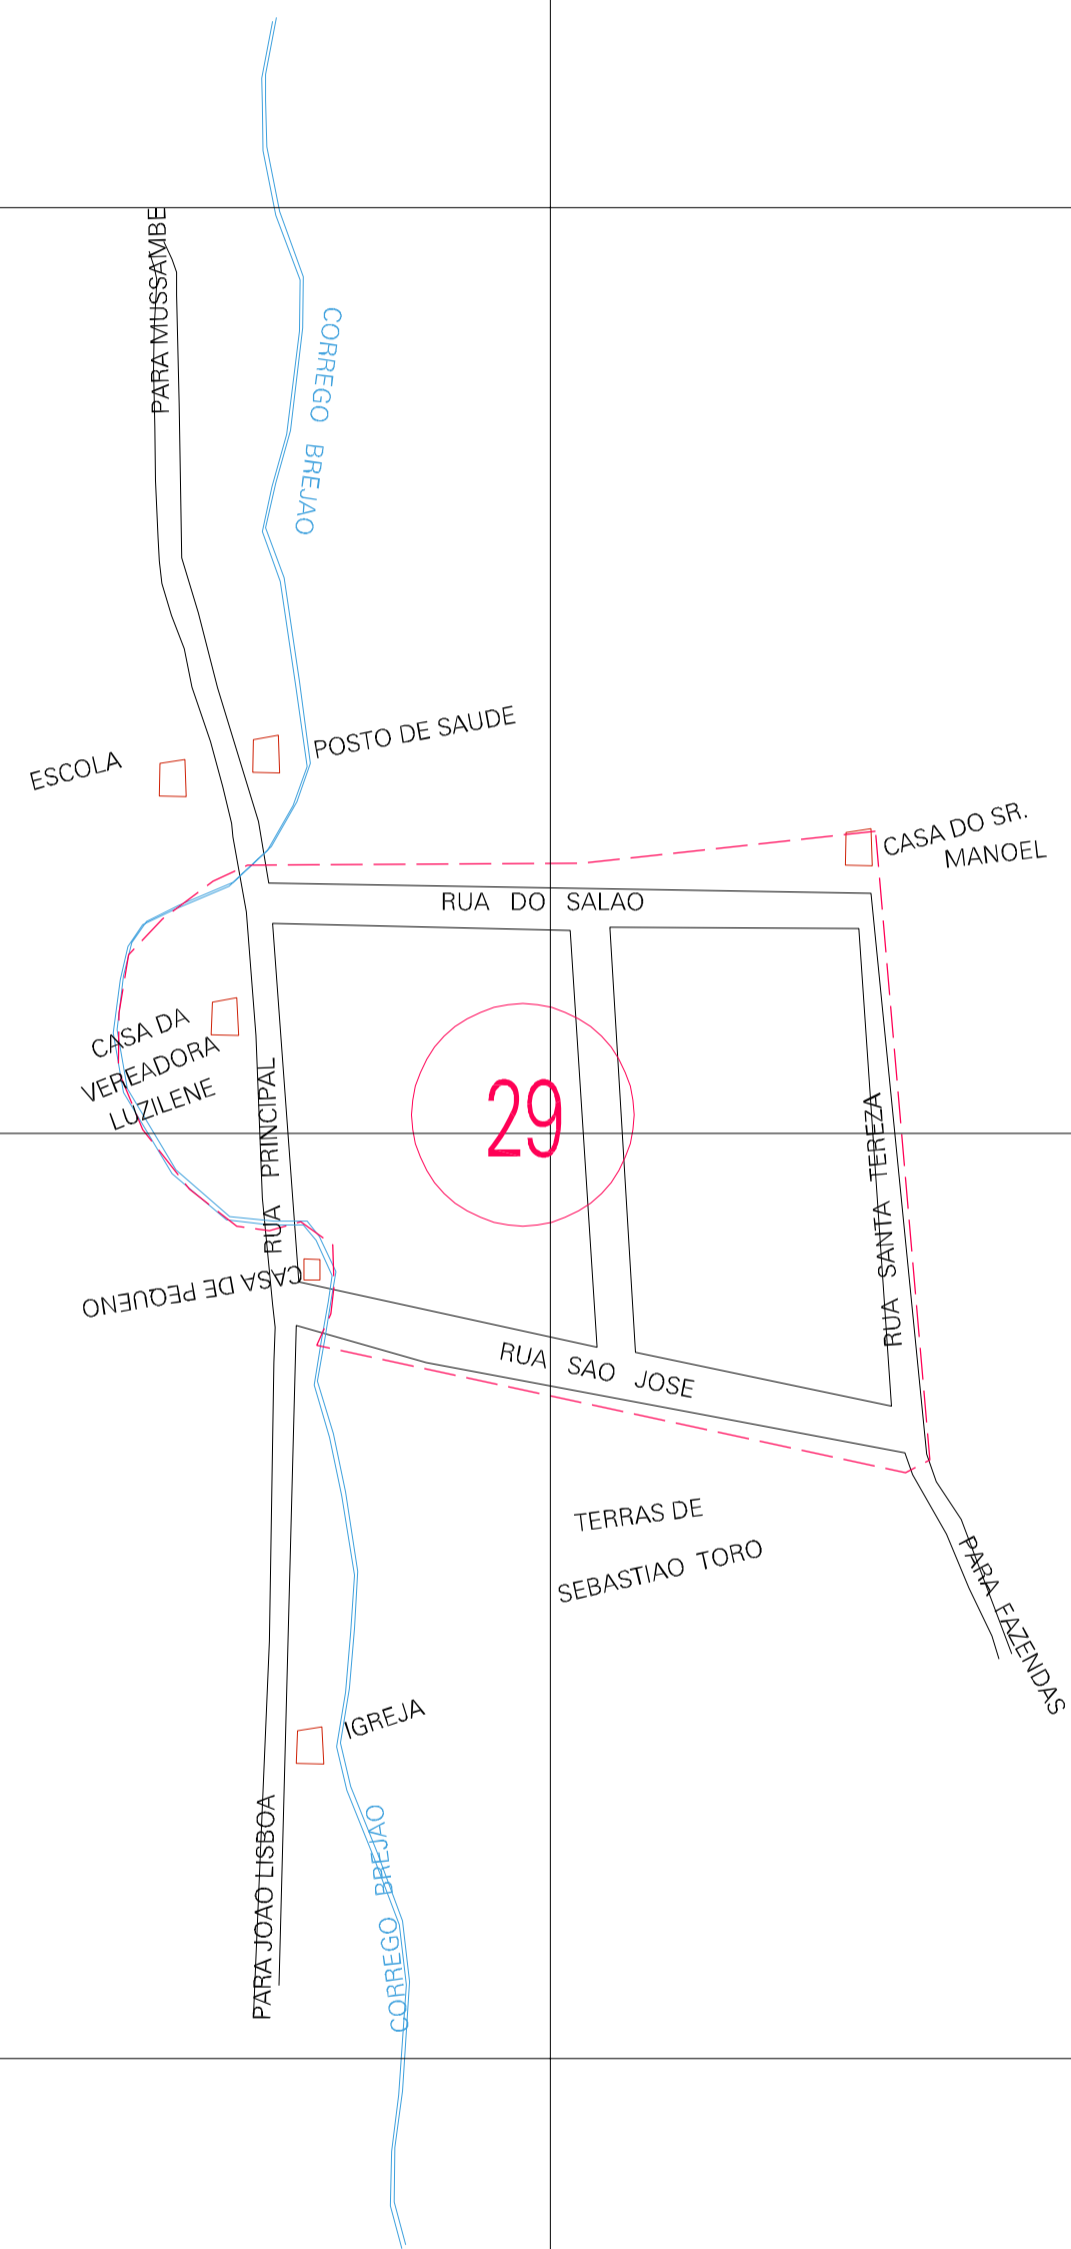 PARA MUSSAMBE
CORREGO BREJAO
POSTO DE SAUDE
ESCOLA
CASA DO SR.
MANOEL
RUA DO SALAO
CASA DA
VEREADORA
LUZILENE
RUA PRINCIPAL
29
RUA SANTA TEREZA
CASA DE PEQUENO
RUA SAO JOSE
TERRAS DE
SEBASTIAO TORO
PARA FAZENDAS
IGREJA
PARA JOAO LISBOA
CORREGO BREJAO